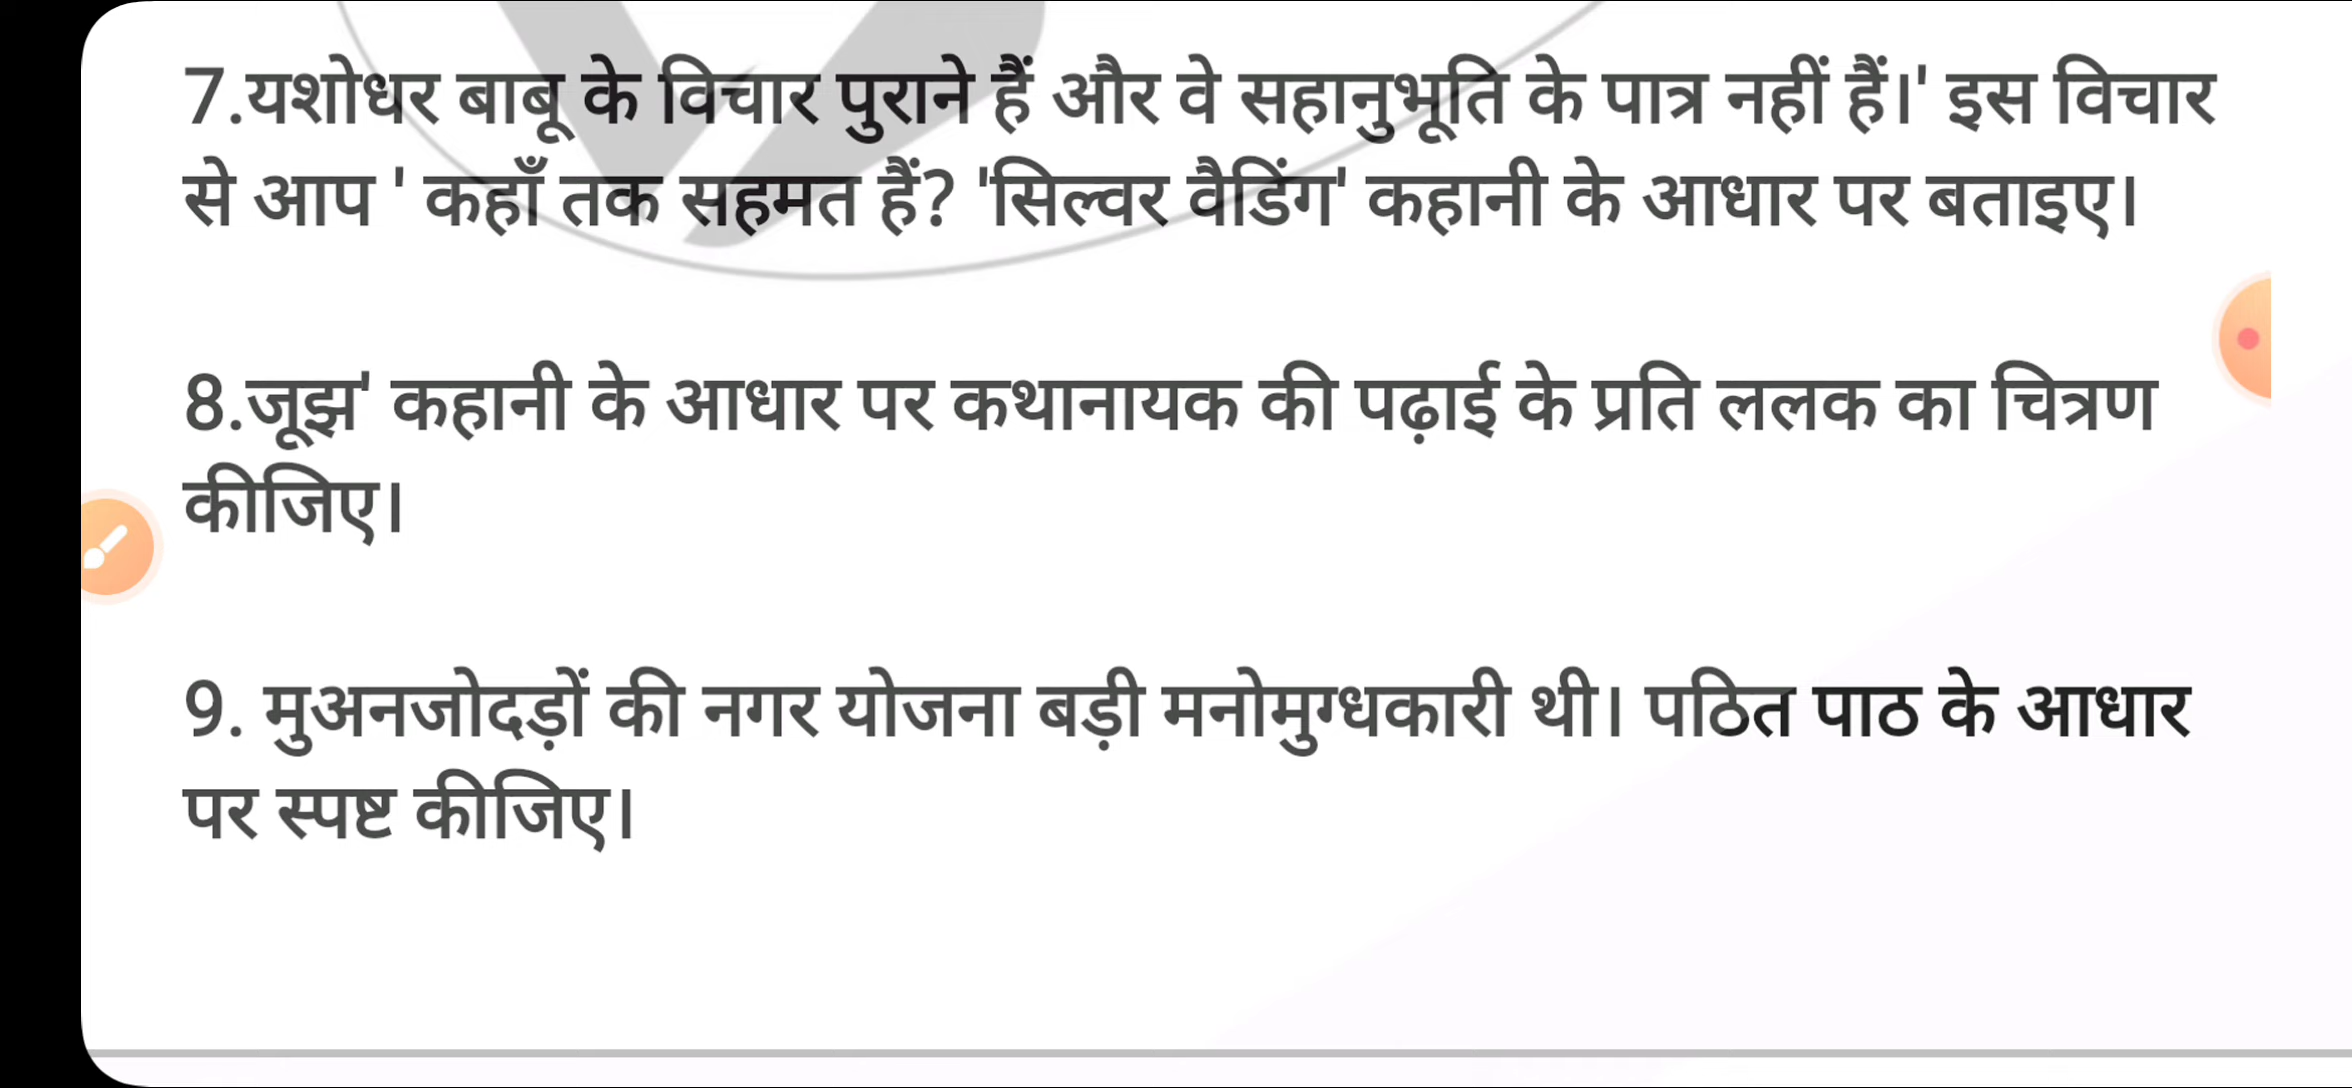 7.यशोधर बाबू के विचार पुराने हैं और वे सहानुभूति के पात्र नहीं हैं।' इस विचार
से आप ' कहाँ तक सहमत हैं? 'सिल्वर वैडिंग' कहानी के आधार पर बताइए।
8.जूझ' कहानी के आधार पर कथानायक की पढ़ाई के प्रति ललक का चित्रण
कीजिए।
9. मुअनजोदड़ों की नगर योजना बड़ी मनोमुग्धकारी थी। पठित पाठ के आधार
पर स्पष्ट कीजिए।